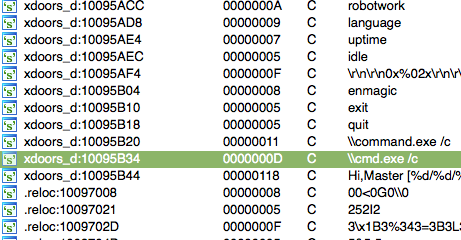 xdoors_d:10095ACC 0000000A C robotwork
xdoors_d:10095AD8 00000009 C language
xdoors_d:10095AE4 00000007 C uptime
xdoors_d:10095AEC 00000005 C idle
xdoors_d:10095AF4 0000000F C \r\n\r\n0x%02x\r\n\r\
xdoors_d:10095B04 00000008 C enmagic
xdoors_d:10095B10 00000005 C exit
xdoors_d:10095B18 00000005 C quit
xdoors_d:10095B20 00000011 C \\command.exe /c
xdoors_d:10095B34 0000000D C \\cmd.exe /c
xdoors_d:10095B44 00000118 C Hi,Master [%d/%d/%
.reloc:10097008 00000008 C 00<0G0\\0
.reloc:10097021 00000005 C 252I2
.reloc:1009702D 0000000F C 3\x1B3%343=3B3L3